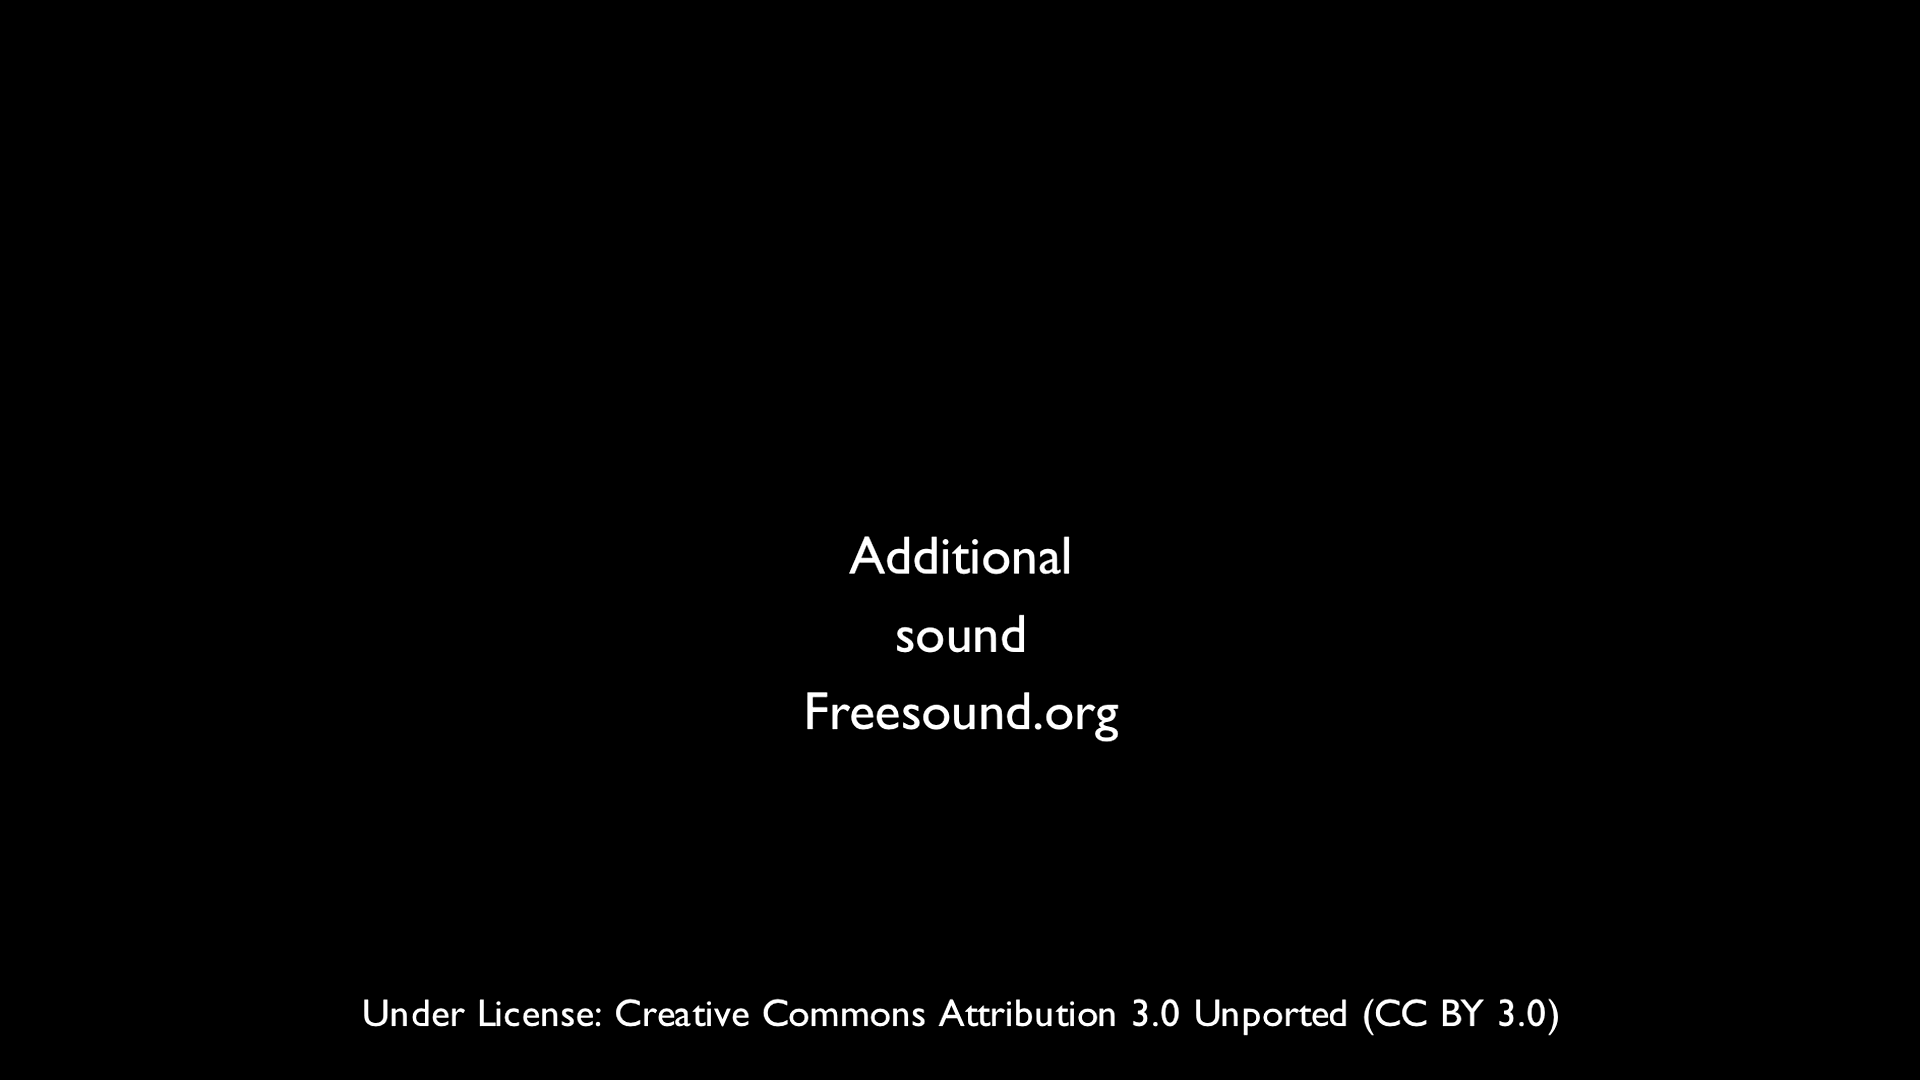 Additional
sound
Freesound.org
Under License: Creative Commons Attribution 3.0 Unported (CC BY 3.0)